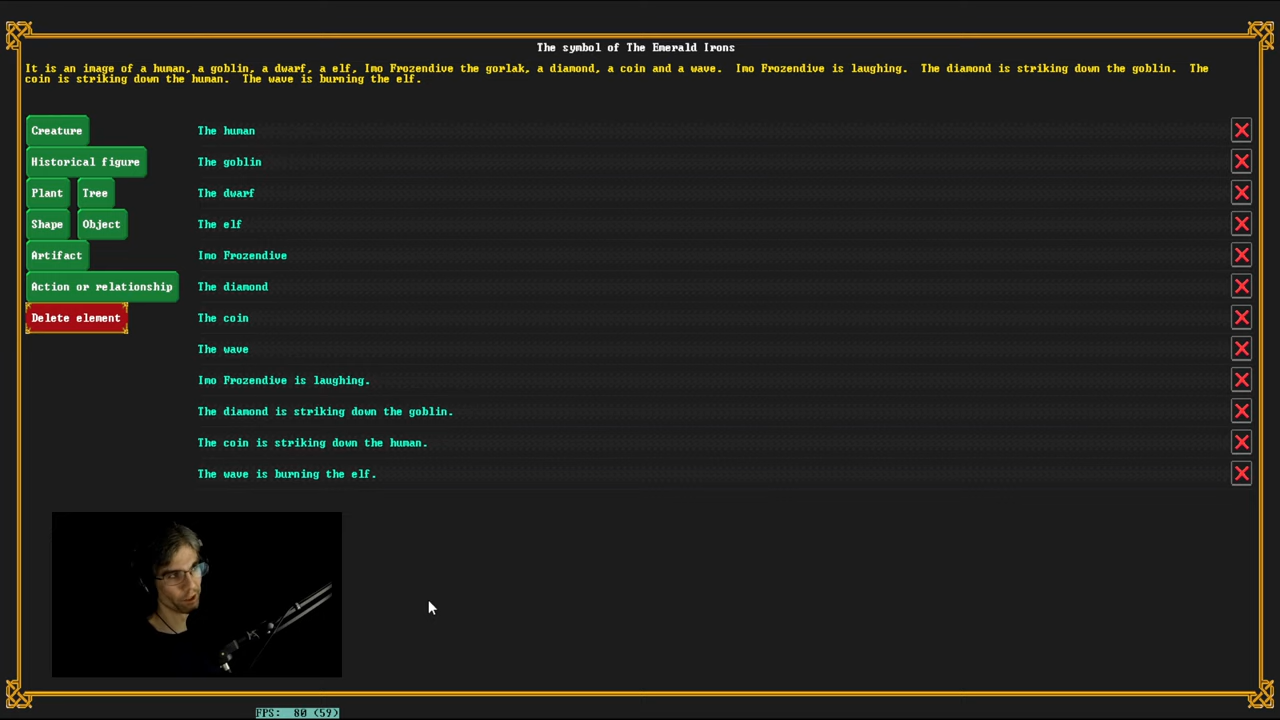 The symbol of The Emerald Irons
It is an image of a human, a goblin, a dwarf, a elf, Imo Frozendive the gorlak, a diamond, a coin and a wave.  Imo Frozendive is laughing.  The diamond is striking down the goblin.  The
coin is striking down the human.  The wave is burning the elf.
Creature
The human
Historical figure
The goblin
Plant Tree
The dwarf
Shape Object
The elf
Artifact
Imo Frozendive
Action or relationship
The diamond
Delete element
The coin
The wave
Imo Frozendive is laughing.
The diamond is striking down the goblin.
The coin is striking down the human.
The wave is burning the elf.
FPS: 80 (59)